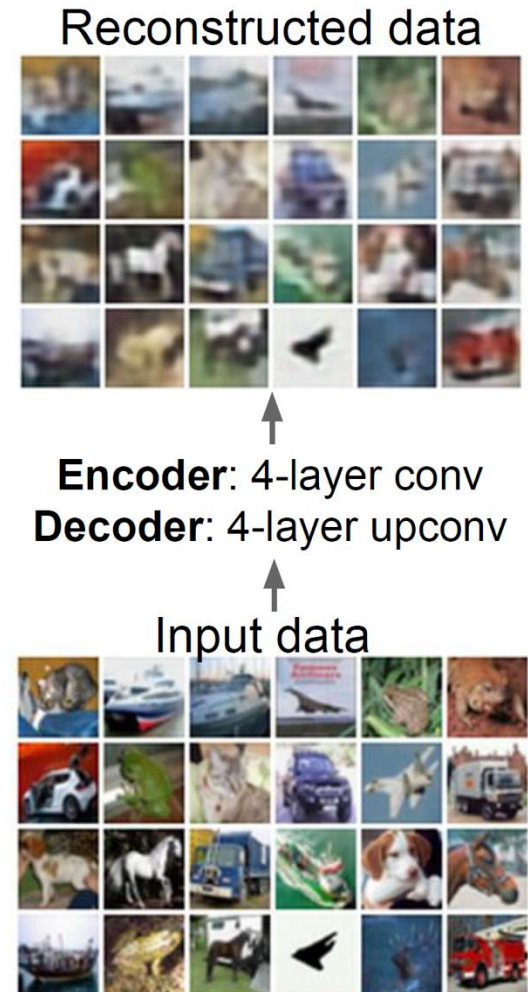 Reconstructed data
Encoder: 4-layer conv
Decoder: 4-layer upconv
Input data